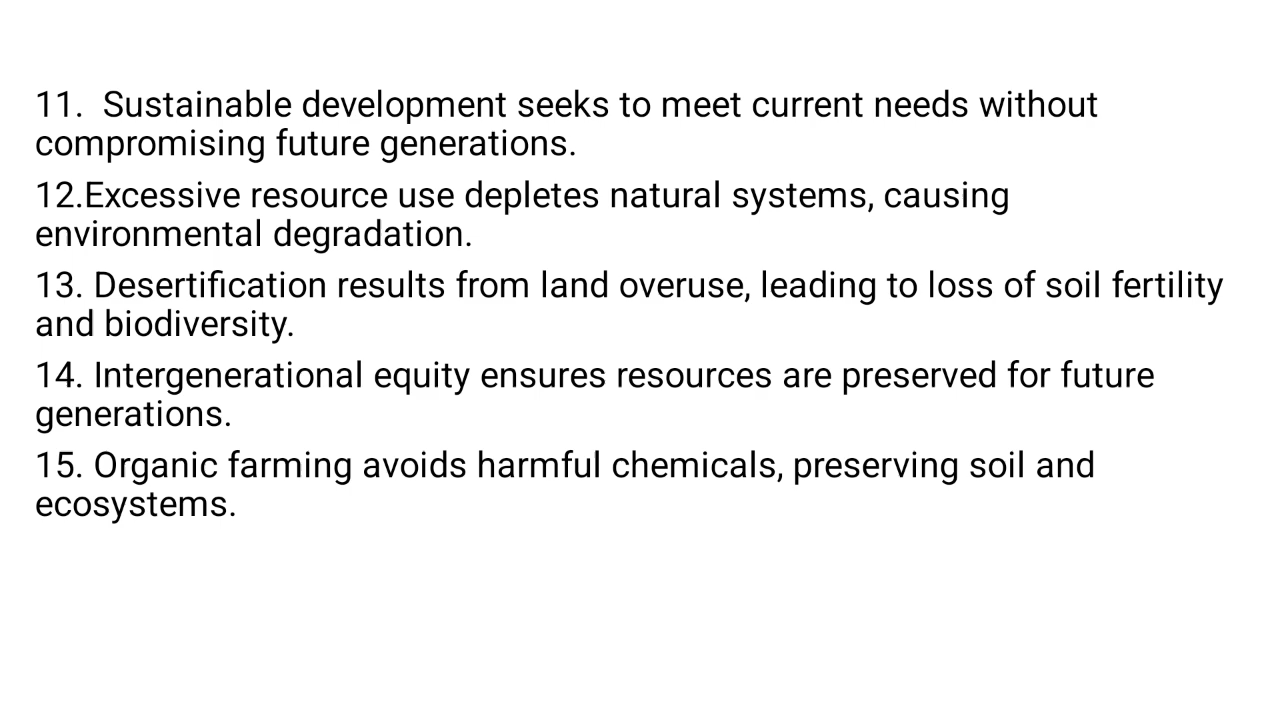 11.  Sustainable development seeks to meet current needs without
compromising future generations.
12.Excessive resource use depletes natural systems, causing
environmental degradation.
13. Desertification results from land overuse, leading to loss of soil fertility
and biodiversity.
14. Intergenerational equity ensures resources are preserved for future
generations.
15. Organic farming avoids harmful chemicals, preserving soil and
ecosystems.